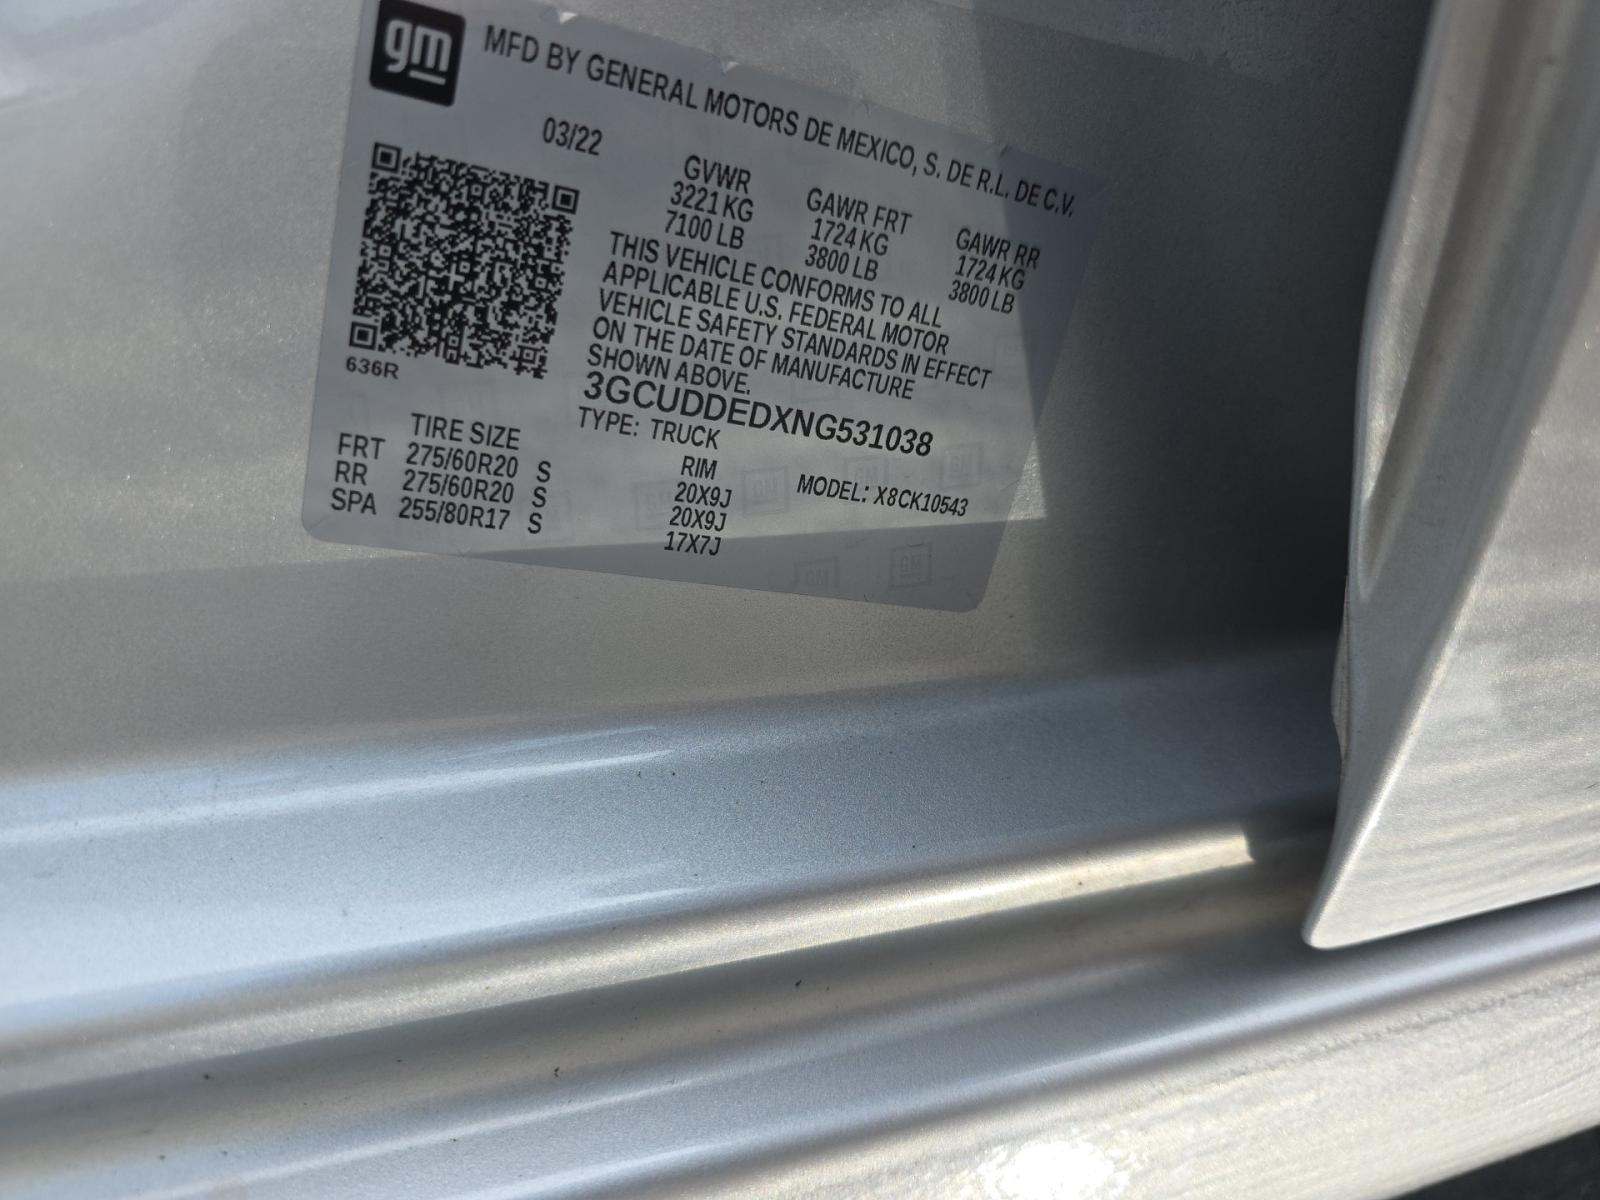 gm
MFD BY GENERAL MOTORS DE MEXICO, S. DE R.L. DE C.V.
03/22
GVWR GAWR FRT GAWR RR
3221 KG 1724 KG 1724 KG
7100 LB 3800 LB 3800 LB
THIS VEHICLE CONFORMS TO ALL
APPLICABLE U.S. FEDERAL MOTOR
VEHICLE SAFETY STANDARDS IN EFFECT
ON THE DATE OF MANUFACTURE
SHOWN ABOVE.
636R
3GCUDDEDXNG531038
TYPE: TRUCK MODEL: X8CK10543
TIRE SIZE RIM
FRT 275/60R20 S 20X9J
RR 275/60R20 S 20X9J
SPA 255/80R17 S 17X7J
GM
GM
GM